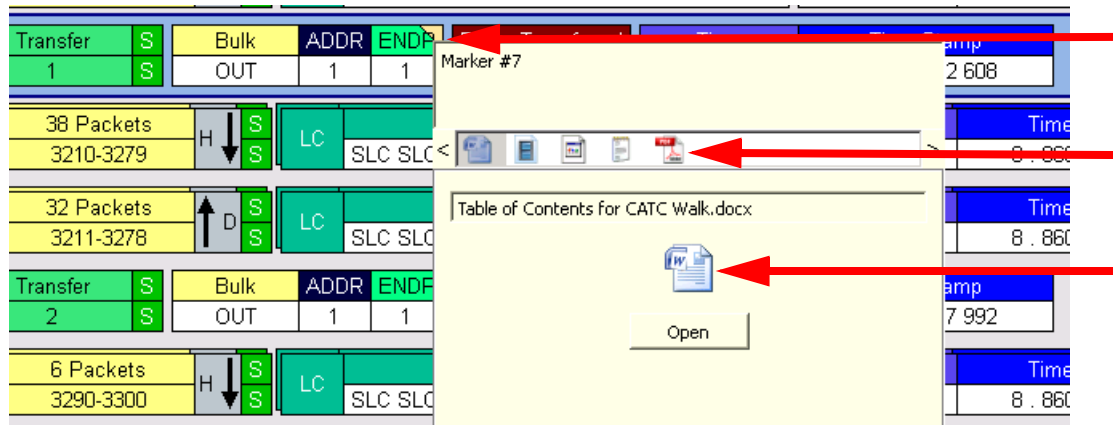 Transfer S Bulk ADDR ENDP
1 S OUT 1 1 2 608
Marker #7
38 Packets H S LC Time
3210-3279 S SLC SLC < > 8 . 860
32 Packets D S LC Time
3211-3278 S SLC SLC 8 . 860
Table of Contents for CATC Walk.docx
Transfer S Bulk ADDR ENDP amp
2 S OUT 1 1 7 992
Open
6 Packets H S LC Time
3290-3300 S SLC SLC 8 . 860